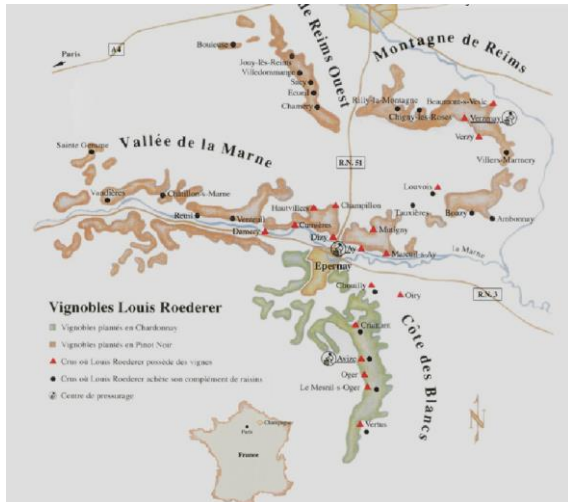 de Reims Ouest
Montagne de Reims
Paris
A4
Bouleuse
Jouy-lès-Reims
Villedommange
Sacy
Ecueil
Chamery
Rilly-la-Montagne
Chigny-les-Roses
Beaumont-s-Vesle
Verzenay
Verzy
Villers-Marmery
Vallée de la Marne
R.N. 51
Sainte Gemme
Vandières
Châtillon-s-Marne
Reuil
Verneuil
Damery
Hautvillers
Champillon
Cumières
Dizy
Ay
Mutigny
Mareuil-s-Ay
Louvois
Tauxières
Bouzy
Ambonnay
la Marne
Epernay
R.N. 3
Chouilly
Oiry
Côte des Blancs
Cramant
Avize
Oger
Le Mesnil-s-Oger
Vertus
Vignobles Louis Roederer
Vignobles plantés en Chardonnay
Vignobles plantés en Pinot Noir
Crus où Louis Roederer possède des vignes
Crus où Louis Roederer achète son complément de raisins
Centre de pressurage
Paris
Champagne
France
N